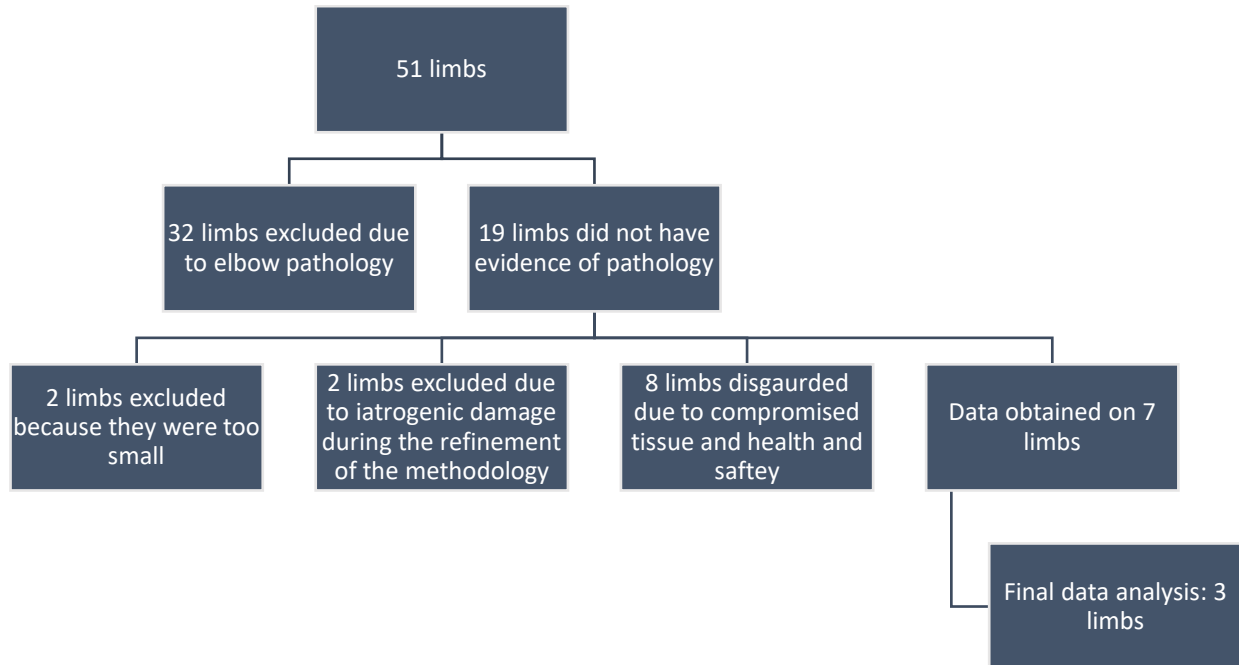 51 limbs
32 limbs excluded due
to elbow pathology
19 limbs did not have
evidence of pathology
2 limbs excluded
because they were too
small
2 limbs excluded due
to iatrogenic damage
during the refinement
of the methodology
8 limbs disgaurded
due to compromised
tissue and health and
saftey
Data obtained on 7
limbs
Final data analysis: 3
limbs